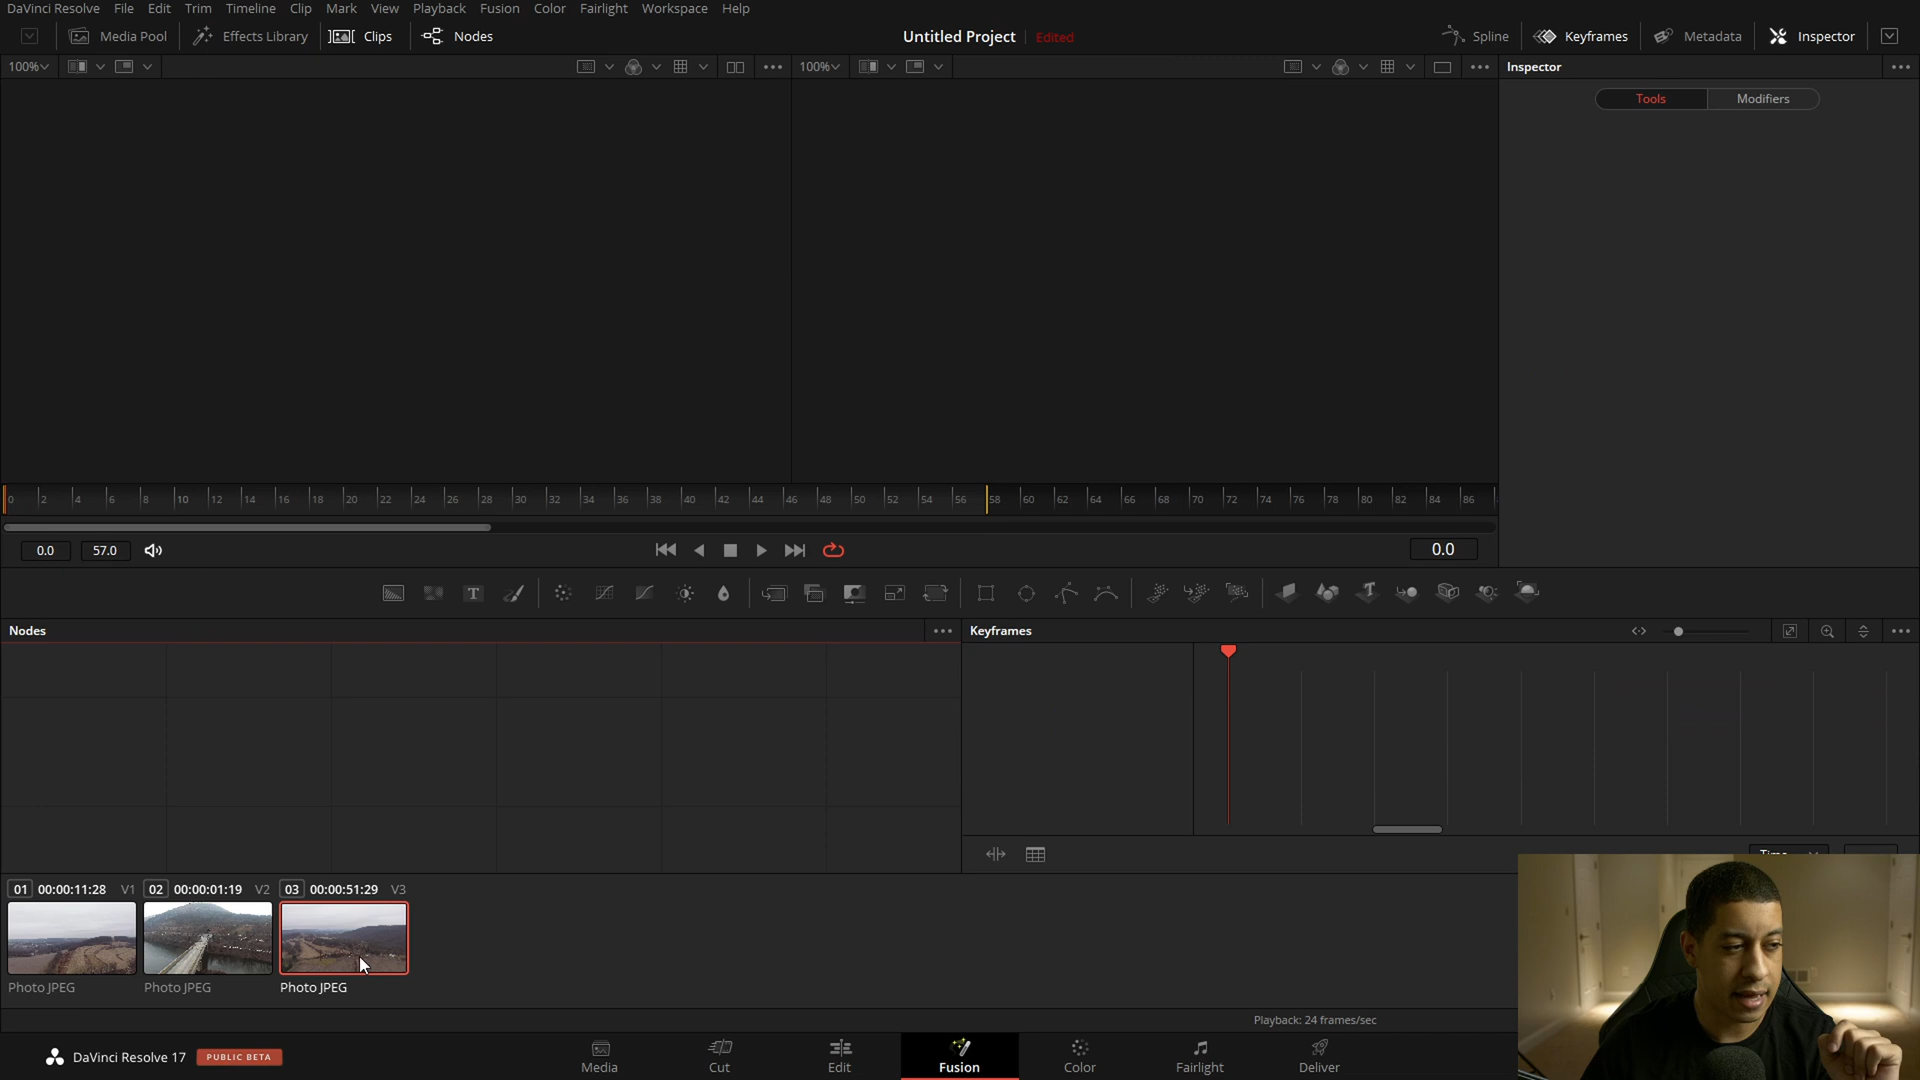 DaVinci Resolve File Edit Trim Timeline Clip Mark View Playback Fusion Color Fairlight Workspace Help
Media Pool Effects Library Clips Nodes Untitled Project Edited Spline Keyframes Metadata Inspector
100% 100% Inspector
Tools Modifiers
0 2 4 6 8 10 12 14 16 18 20 22 24 26 28 30 32 34 36 38 40 42 44 46 48 50 52 54 56 58 60 62 64 66 68 70 72 74 76 78 80 82 84 86
0.0 57.0 0.0
T T
Nodes Keyframes
01 00:00:11:28 V1 02 00:00:01:19 V2 03 00:00:51:29 V3
Photo JPEG Photo JPEG Photo JPEG
Playback: 24 frames/sec
DaVinci Resolve 17 PUBLIC BETA Media Cut Edit Fusion Color Fairlight Deliver